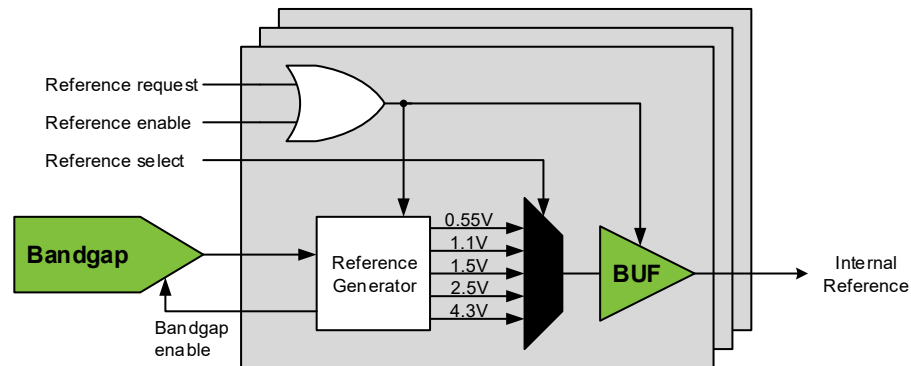 Reference request
Reference enable
Reference select
Bandgap
Bandgap
enable
Reference
Generator
0.55V
1.1V
1.5V
2.5V
4.3V
BUF
Internal
Reference